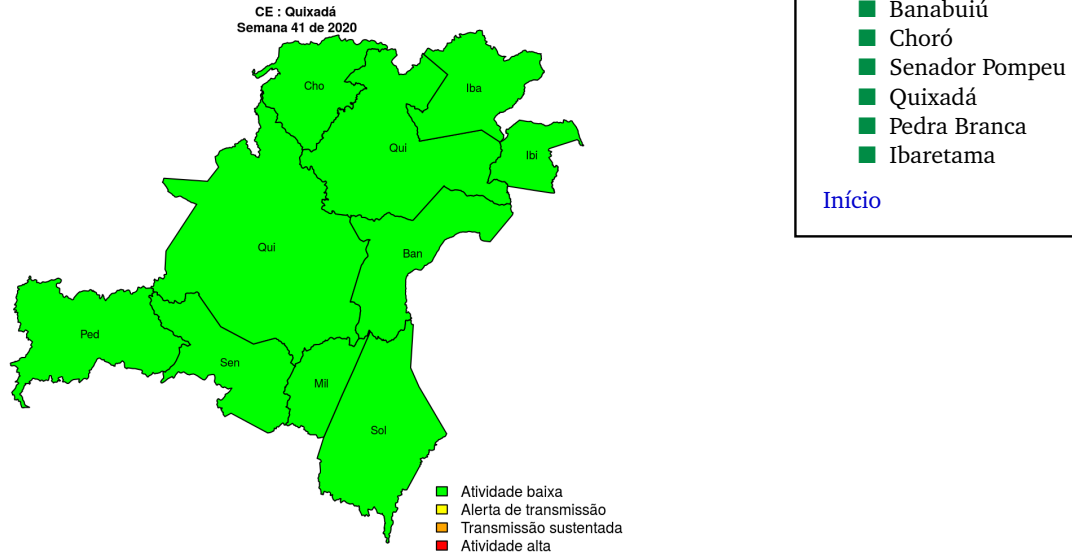 CE : Quixadá
Semana 41 de 2020
Cho
Iba
Qui
Ibi
Qui
Ban
Ped
Sen
Mil
Sol
Atividade baixa
Alerta de transmissão
Transmissão sustentada
Atividade alta
Banabuiú
Choró
Senador Pompeu
Quixadá
Pedra Branca
Ibaretama
Início